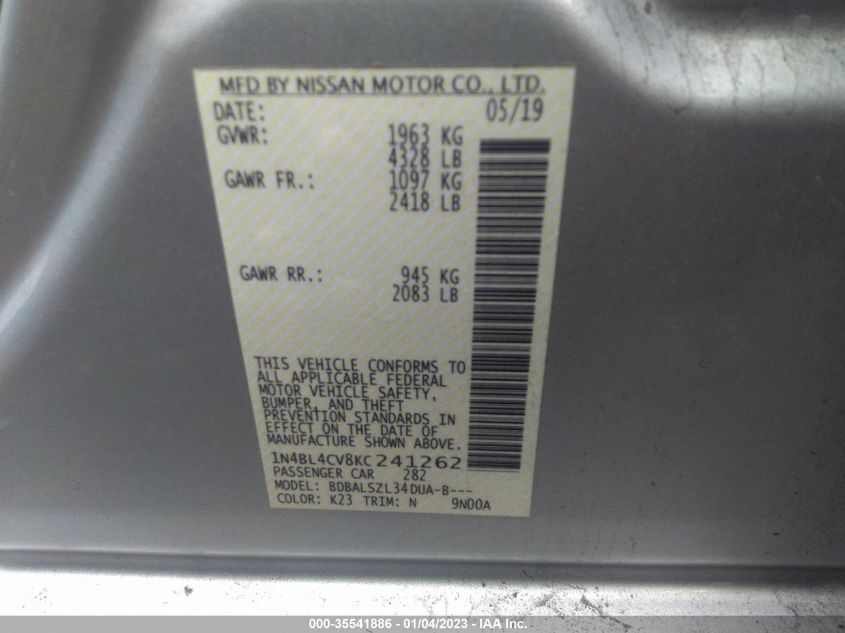 MFD BY NISSAN MOTOR CO., LTD.
DATE: 05/19
GVWR: 1963 KG
4328 LB
GAWR FR.: 1097 KG
2418 LB
GAWR RR.: 945 KG
2083 LB
THIS VEHICLE CONFORMS TO
ALL APPLICABLE FEDERAL
MOTOR VEHICLE SAFETY,
BUMPER, AND THEFT
PREVENTION STANDARDS IN
EFFECT ON THE DATE OF
MANUFACTURE SHOWN ABOVE.
1N4BL4CV8KC241262
PASSENGER CAR 282
MODEL: BDBALSZL34DUA-B---
COLOR: K23 TRIM: N 9N00A
000-35541886 - 01/04/2023 - IAA Inc.